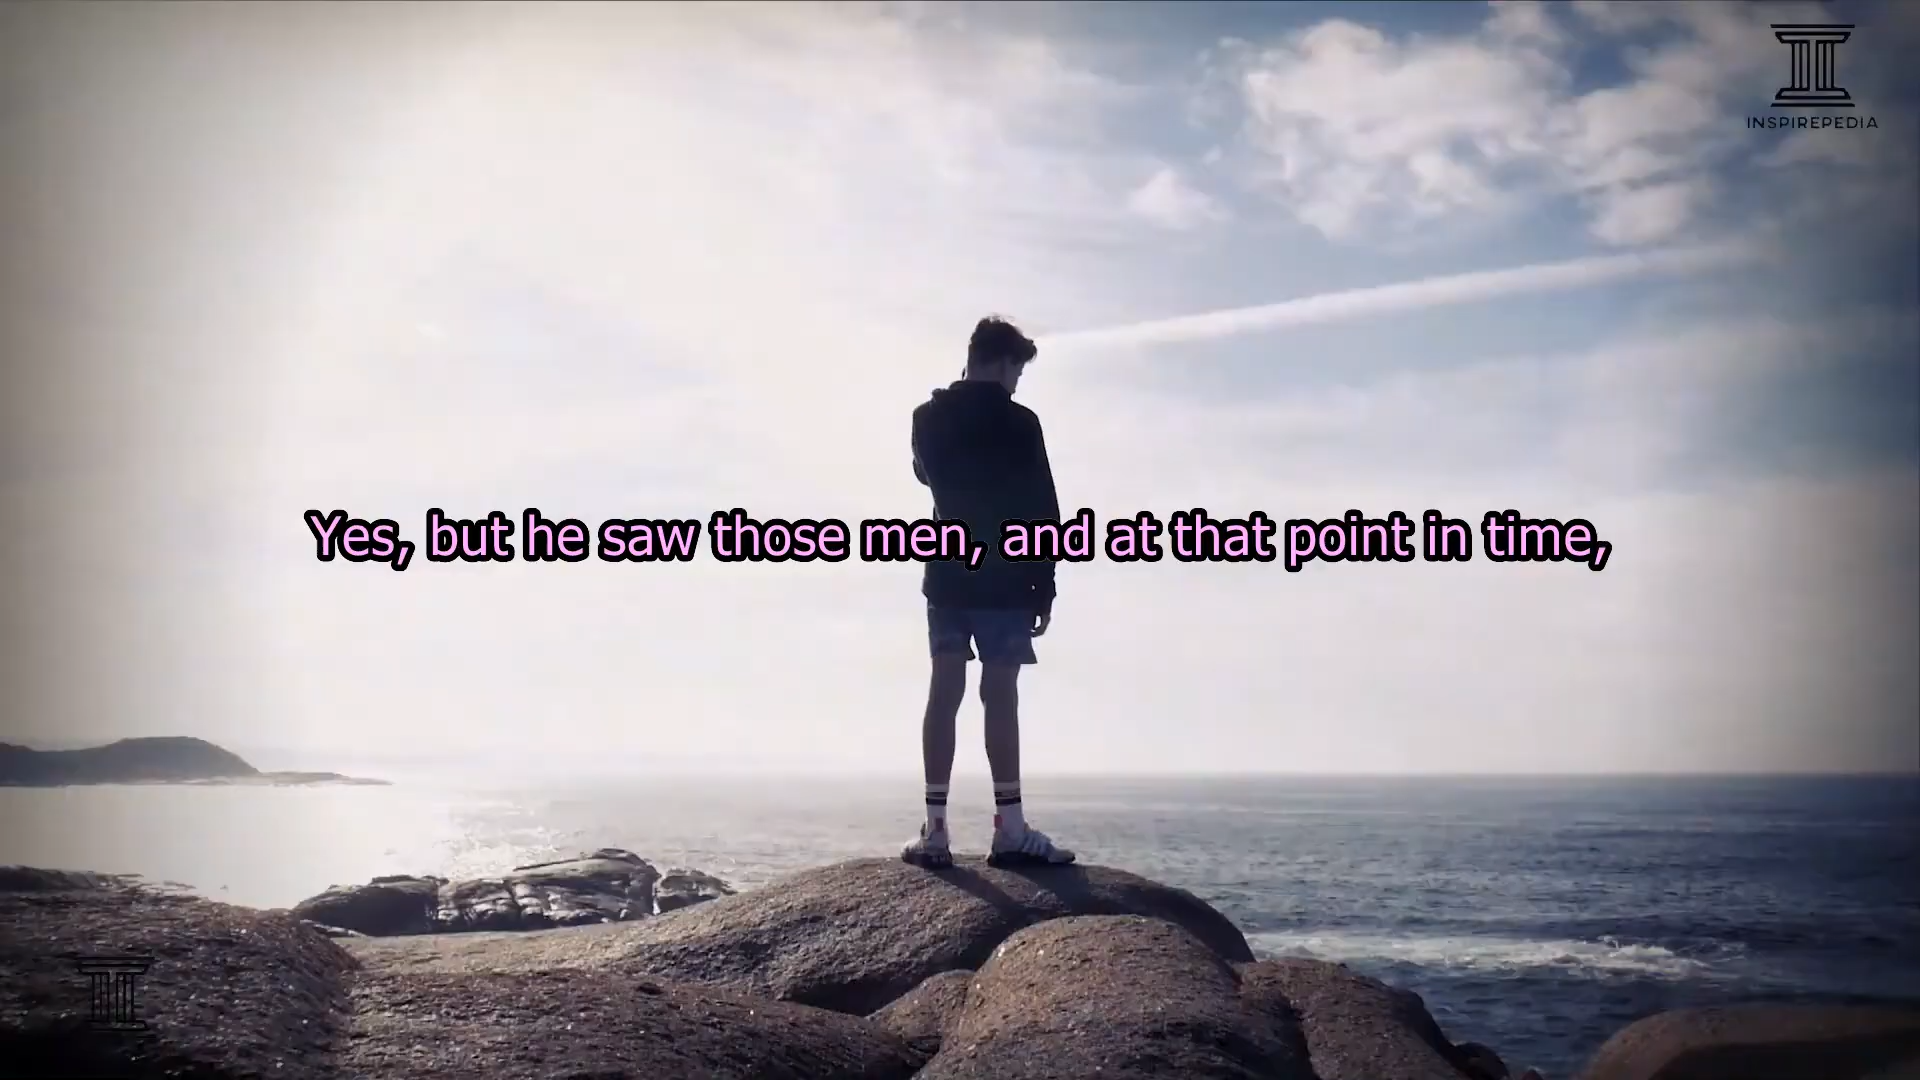 INSPIREPEDIA
Yes, but he saw those men, and at that point in time,